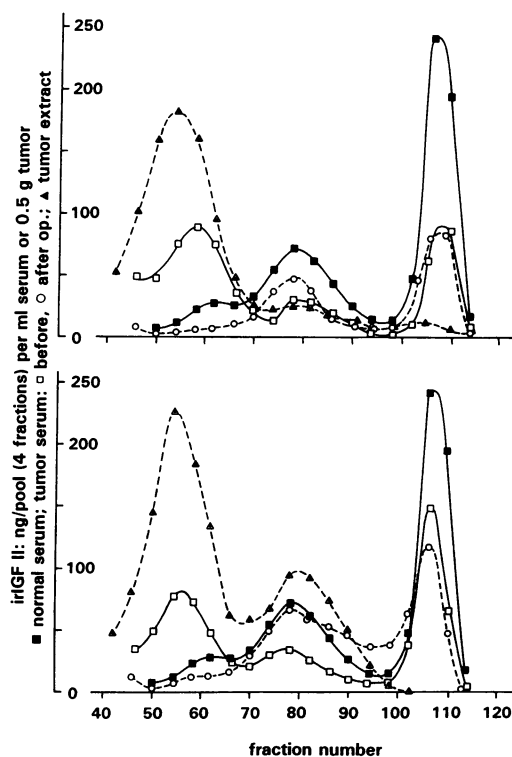 irIGF II: ng/pool (4 fractions) per ml serum or 0.5 g tumor
■ normal serum; tumor serum: □ before, ○ after op.; ▲ tumor extract
250
200
100
0
250
200
100
0
40 50 60 70 80 90 100 110 120
fraction number